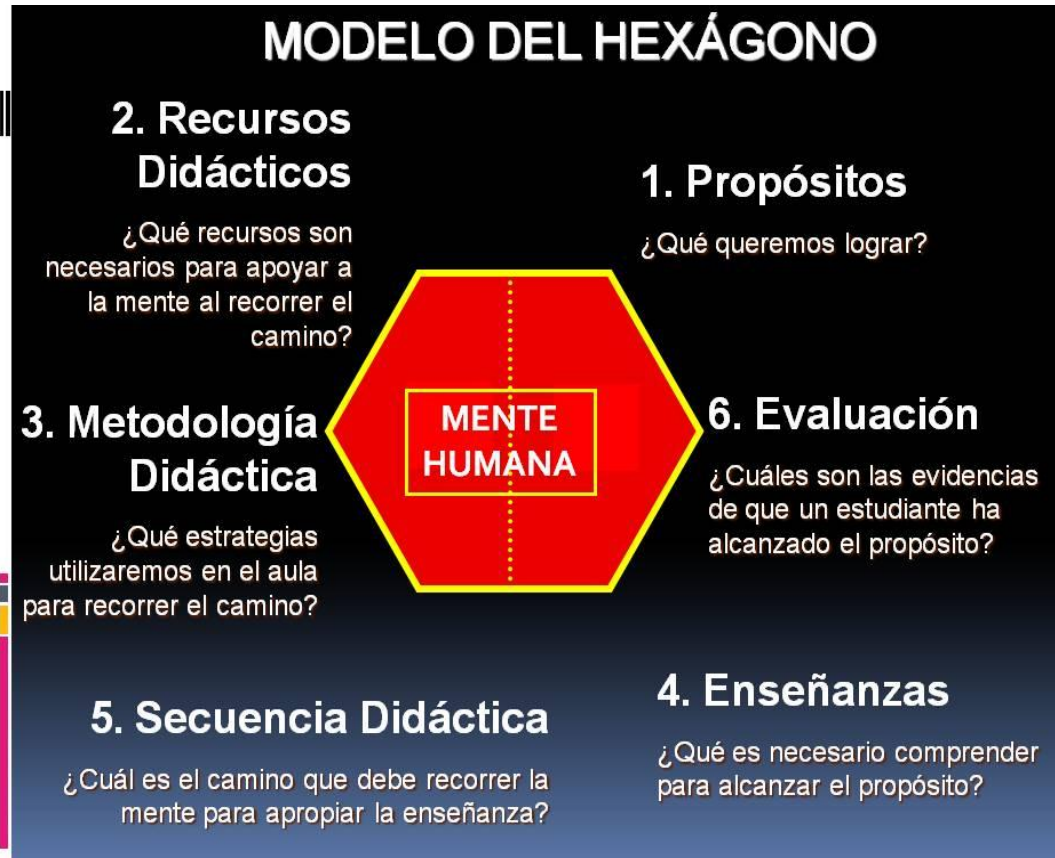 MODELO DEL HEXÁGONO
2. Recursos
Didácticos
¿Qué recursos son
necesarios para apoyar a
la mente al recorrer el
camino?
1. Propósitos
¿Qué queremos lograr?
3. Metodología
Didáctica
¿Qué estrategias
utilizaremos en el aula
para recorrer el camino?
MENTE
HUMANA
6. Evaluación
¿Cuáles son las evidencias
de que un estudiante ha
alcanzado el propósito?
5. Secuencia Didáctica
¿Cuál es el camino que debe recorrer la
mente para apropiar la enseñanza?
4. Enseñanzas
¿Qué es necesario comprender
para alcanzar el propósito?